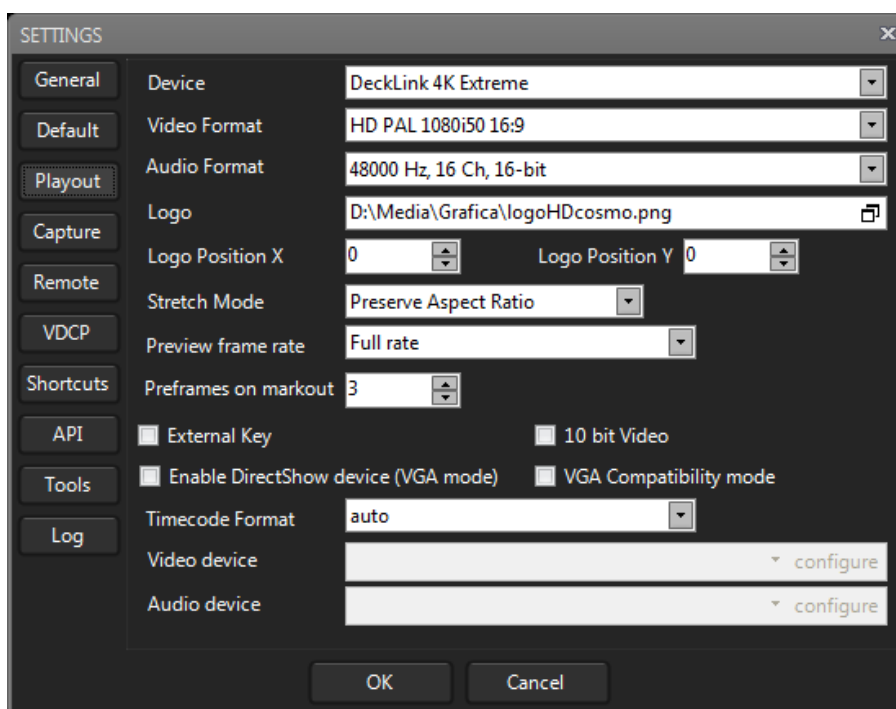 SETTINGS
General
Default
Playout
Capture
Remote
VDCP
Shortcuts
API
Tools
Log
Device DeckLink 4K Extreme
Video Format HD PAL 1080i50 16:9
Audio Format 48000 Hz, 16 Ch, 16-bit
Logo D:\Media\Grafica\logoHDcosmo.png
Logo Position X 0 Logo Position Y 0
Stretch Mode Preserve Aspect Ratio
Preview frame rate Full rate
Preframes on markout 3
External Key 10 bit Video
Enable DirectShow device (VGA mode) VGA Compatibility mode
Timecode Format auto
Video device configure
Audio device configure
OK Cancel